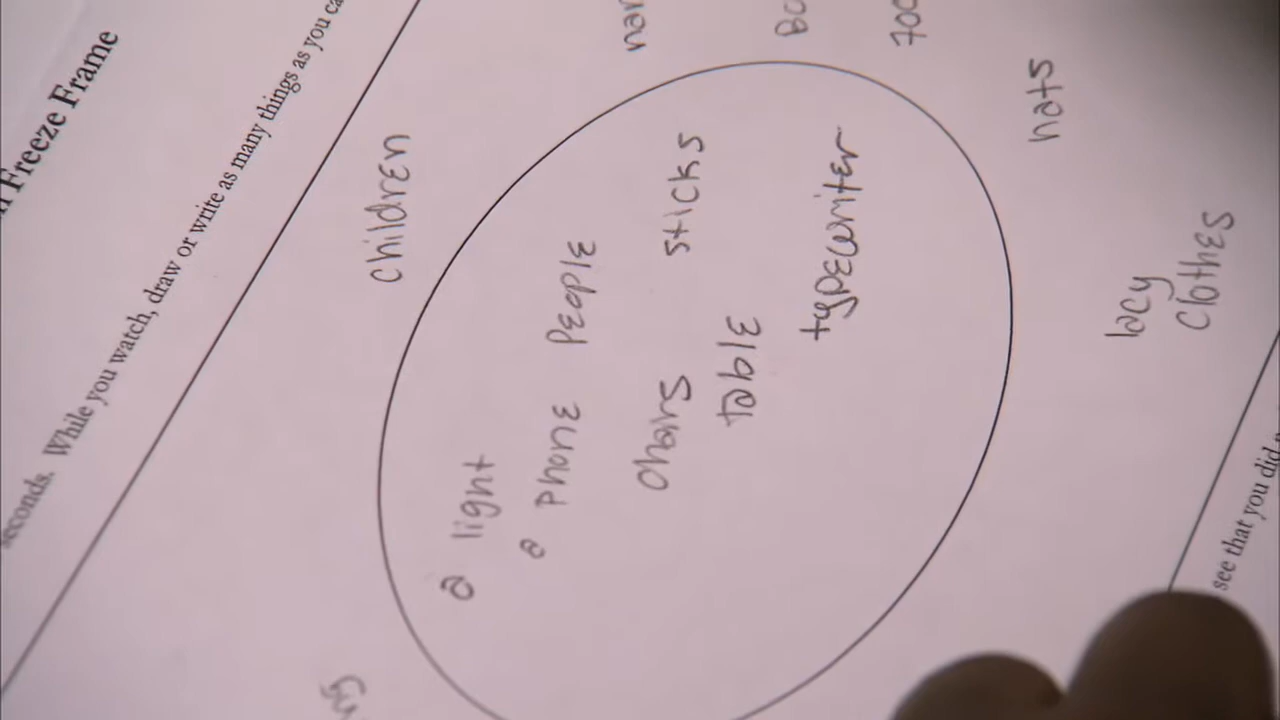 Freeze Frame
seconds. While you watch, draw or write as many things as you
children
hats
lacy
clothes
a light
a phone people
chairs sticks
table
typewriter
see that you did